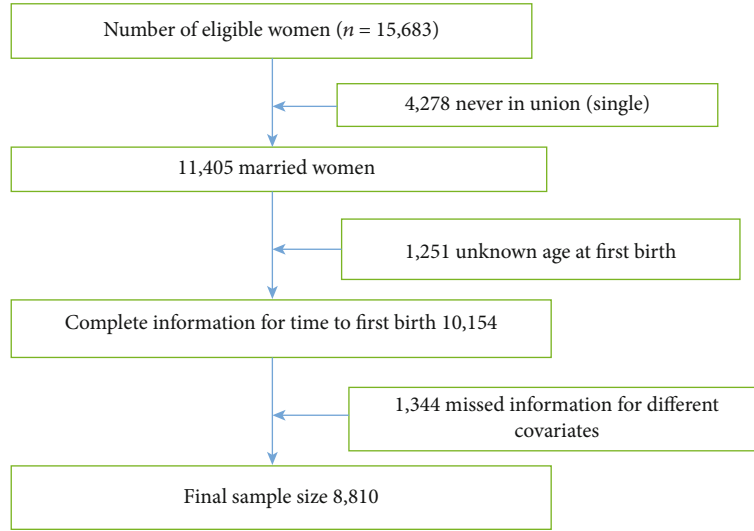 Number of eligible women (n = 15,683)
4,278 never in union (single)
11,405 married women
1,251 unknown age at first birth
Complete information for time to first birth 10,154
1,344 missed information for different
covariates
Final sample size 8,810